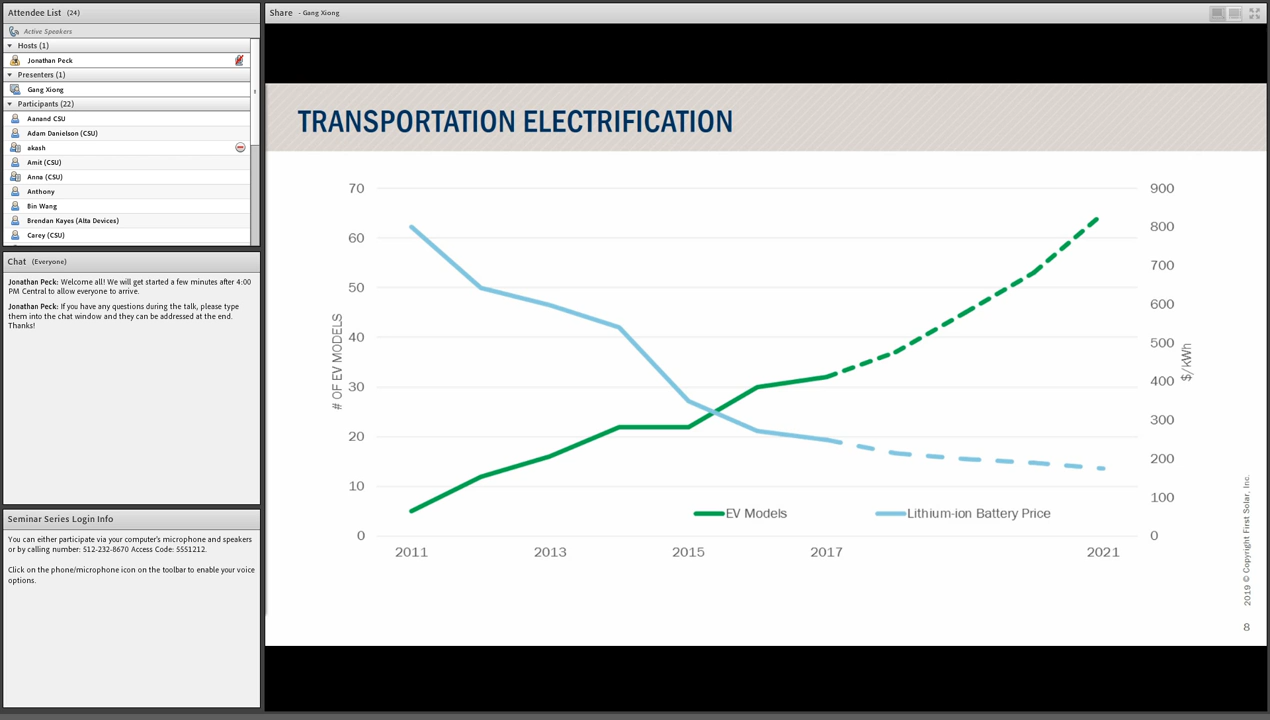 Attendee List (24)
Active Speakers
Hosts (1)
Jonathan Peck
Presenters (1)
Gang Xiong
Participants (22)
Aanand CSU
Adam Danielson (CSU)
akash
Amit (CSU)
Anna (CSU)
Anthony
Bin Wang
Brendan Kayes (Alta Devices)
Carey (CSU)
Chat (Everyone)
Jonathan Peck: Welcome all! We will get started a few minutes after 4:00
PM Central to allow everyone to arrive.
Jonathan Peck: If you have any questions during the talk, please type
them into the chat window and they can be addressed at the end.
Thanks!
Seminar Series Login Info
You can either participate via your computer's microphone and speakers
or by calling number: 512-232-8670 Access Code: 5551212.
Click on the phone/microphone icon on the toolbar to enable your voice
options.
Share - Gang Xiong
TRANSPORTATION ELECTRIFICATION
# OF EV MODELS
70
60
50
40
30
20
10
0
900
800
700
600
500
400
300
200
100
0
$/kWh
EV Models
Lithium-ion Battery Price
2011
2013
2015
2017
2021
2019 © Copyright First Solar, Inc.
8